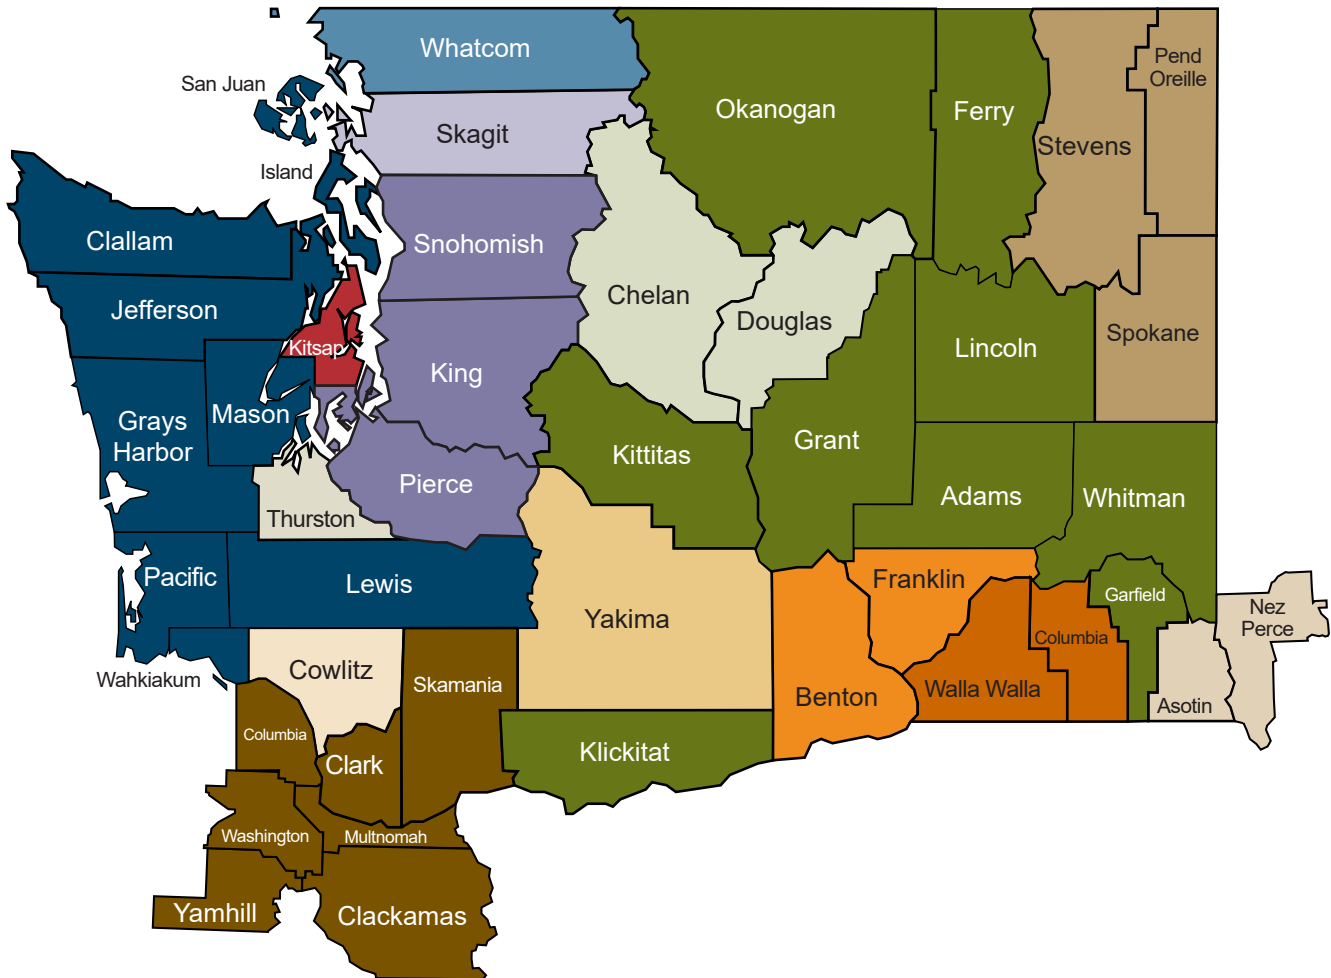 Whatcom
San Juan
Pend
Oreille
Okanogan
Ferry
Skagit
Stevens
Island
Clallam
Snohomish
Chelan
Jefferson
Douglas
Spokane
Kitsap
Lincoln
King
Mason
Grays
Harbor
Grant
Kittitas
Pierce
Adams
Whitman
Thurston
Pacific
Lewis
Franklin
Garfield
Nez
Perce
Yakima
Columbia
Wahkiakum
Cowlitz
Skamania
Benton
Walla Walla
Asotin
Columbia
Clark
Klickitat
Washington
Multnomah
Yamhill
Clackamas